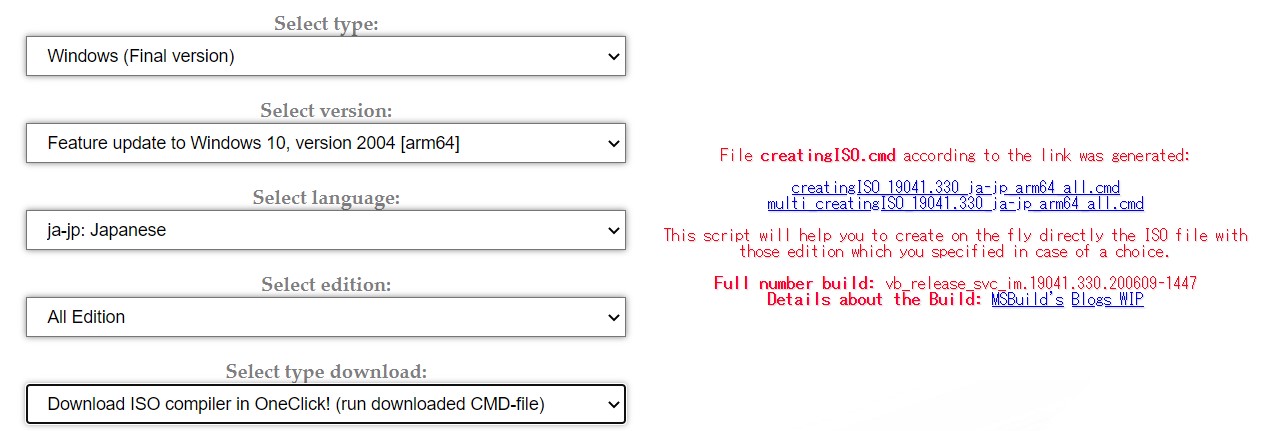 Select type:
Windows (Final version)
Select version:
Feature update to Windows 10, version 2004 [arm64]
Select language:
ja-jp: Japanese
Select edition:
All Edition
Select type download:
Download ISO compiler in OneClick! (run downloaded CMD-file)
File creatingISO.cmd according to the link was generated:
creatingISO_19041.330_ja-jp_arm64_all.cmd
multi_creatingISO_19041.330_ja-jp_arm64_all.cmd
This script will help you to create on the fly directly the ISO file with
those edition which you specified in case of a choice.
Full number build: vb_release_svc_im.19041.330.200609-1447
Details about the Build: MSBuild's Blogs WIP